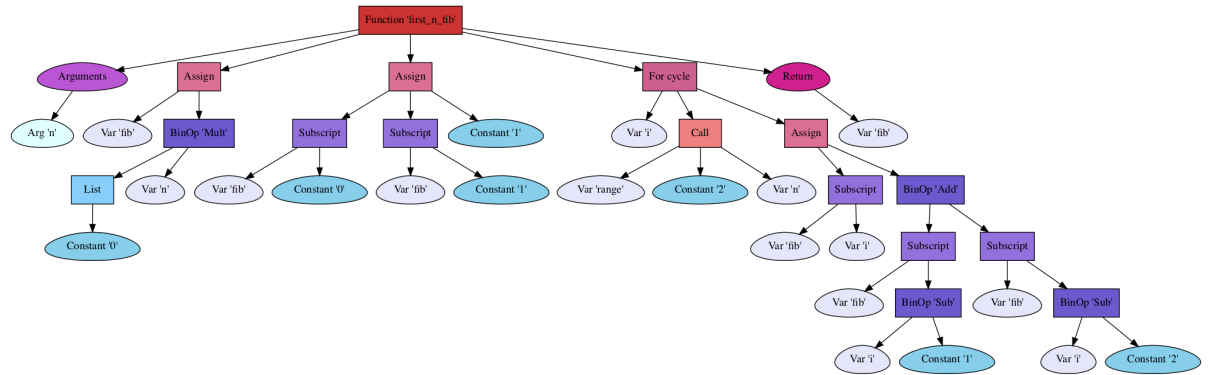 Function 'first_n_fib'
Arguments
Assign
Assign
For cycle
Return
Arg 'n'
Var 'fib'
BinOp 'Mult'
Subscript
Subscript
Constant '1'
Var 'i'
Call
Assign
Var 'fib'
List
Var 'n'
Var 'fib'
Constant '0'
Var 'fib'
Constant '1'
Var 'range'
Constant '2'
Var 'n'
Subscript
BinOp 'Add'
Constant '0'
Var 'fib'
Var 'i'
Subscript
Subscript
Var 'fib'
BinOp 'Sub'
Var 'fib'
BinOp 'Sub'
Var 'i'
Constant '1'
Var 'i'
Constant '2'